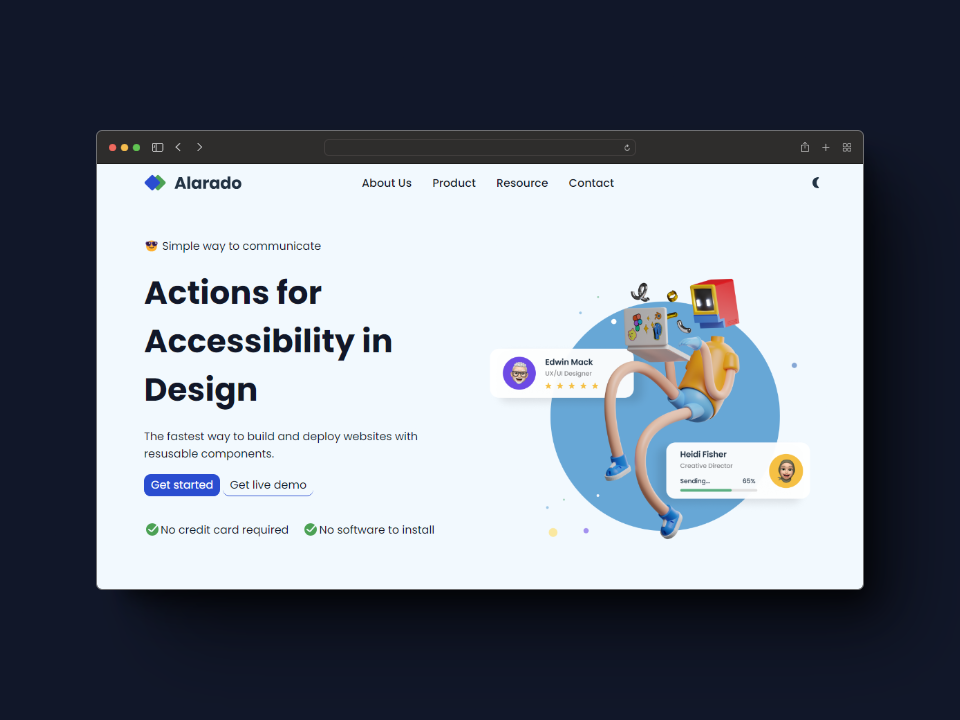 Alarado
About Us
Product
Resource
Contact
Simple way to communicate
Actions for
Accessibility in
Design
The fastest way to build and deploy websites with
resusable components.
Get started
Get live demo
No credit card required
No software to install
Edwin Mack
UX/UI Designer
Heidi Fisher
Creative Director
Sending...
65%